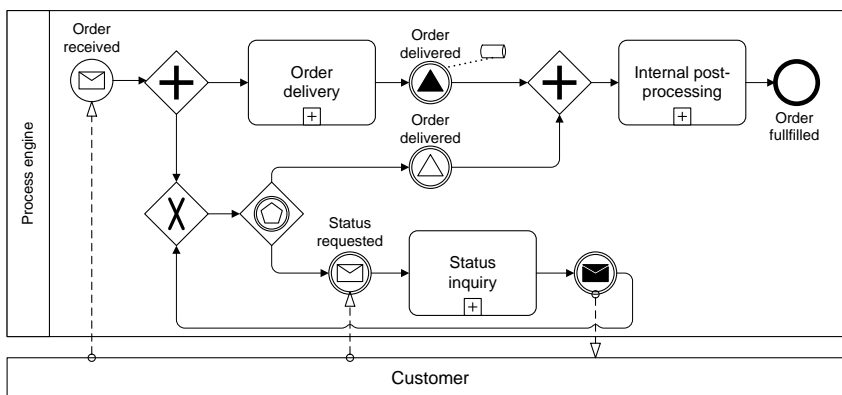 Order
received
Order
delivery
Order
delivered
Internal post-
processing
Order
fullfilled
Order
delivered
Process engine
Status
requested
Status
inquiry
Customer